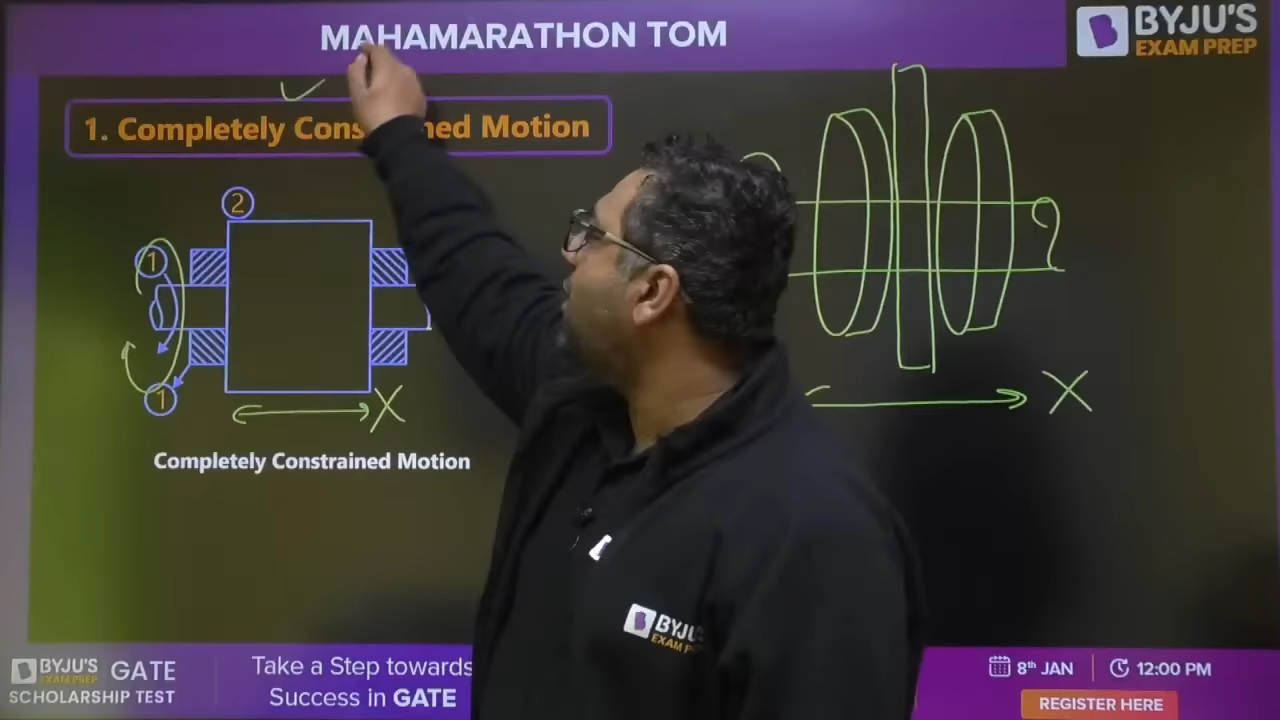 MAHAMARATHON TOM
BYJU'S
EXAM PREP
1. Completely Cons ned Motion
2
1
1
X
X
Completely Constrained Motion
BYJU'S
EXAM PREP
GATE
SCHOLARSHIP TEST
Take a Step towards
Success in GATE
8th JAN
12:00 PM
REGISTER HERE
BYJU
EXAM P